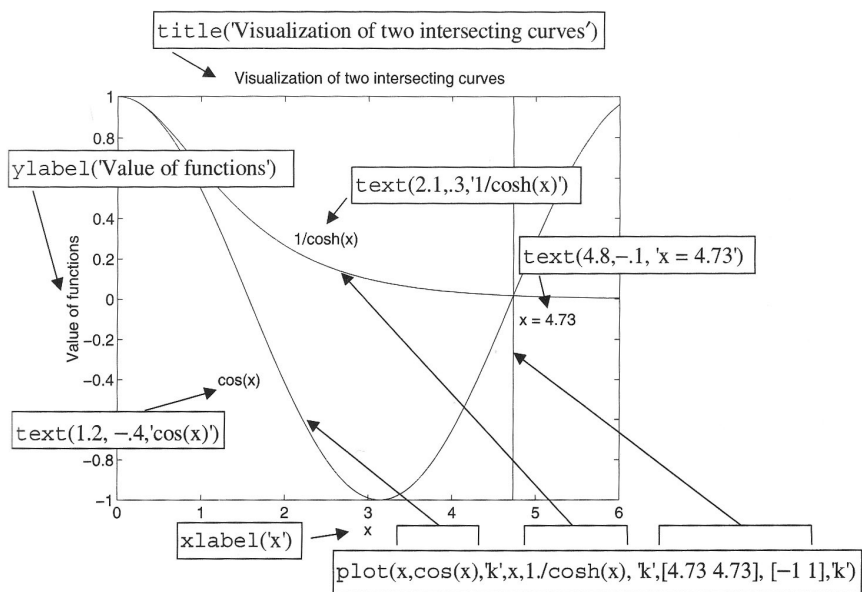 title('Visualization of two intersecting curves')
Visualization of two intersecting curves
1
ylabel('Value of functions')
text(2.1,.3,'1/cosh(x)')
0.4
1/cosh(x)
text(4.8,−.1, 'x = 4.73')
0.2
0
Value of functions
x = 4.73
−0.2
−0.4
cos(x)
text(1.2, −.4,'cos(x)')
−0.8
−1
0 1 2 3 4 5 6
x
xlabel('x')
plot(x,cos(x),'k',x,1./cosh(x), 'k',[4.73 4.73], [−1 1],'k')